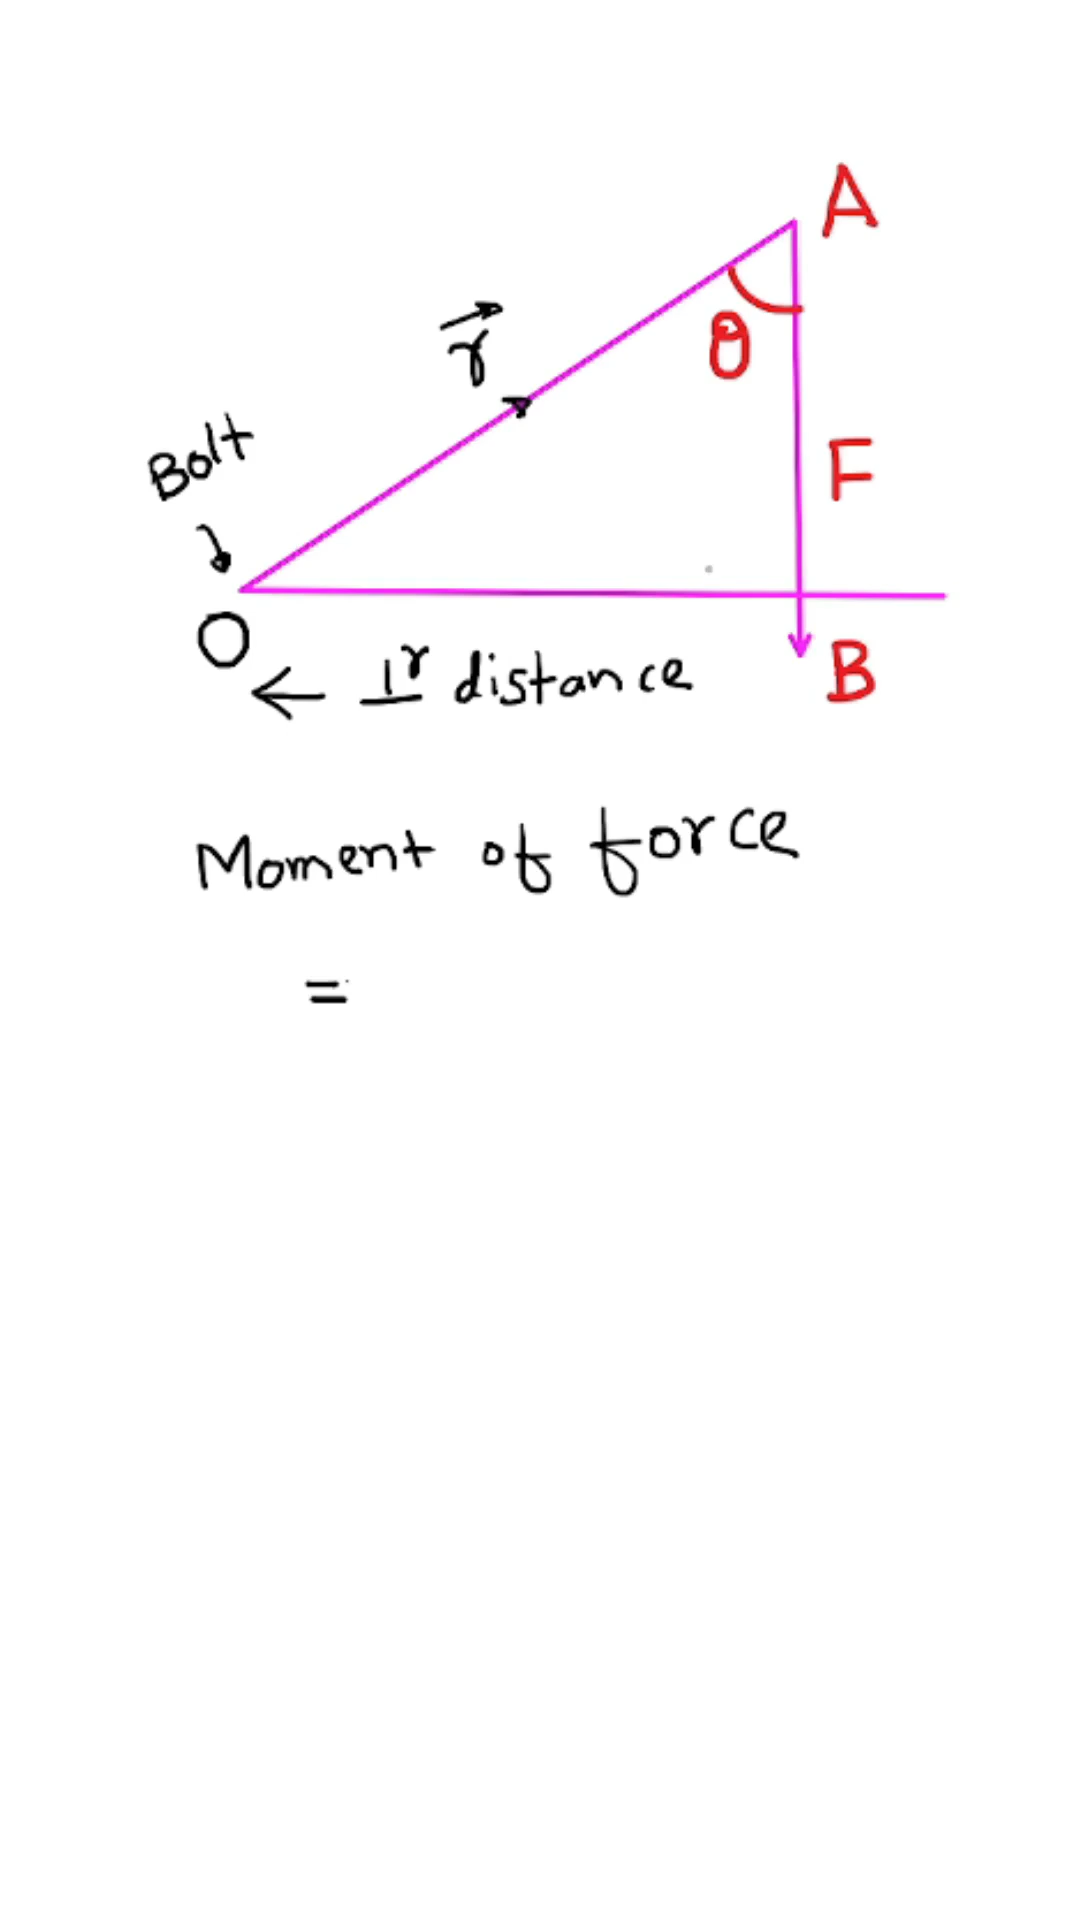 A
r
θ
Bolt
F
O
← ⊥r distance
B
Moment of force
=